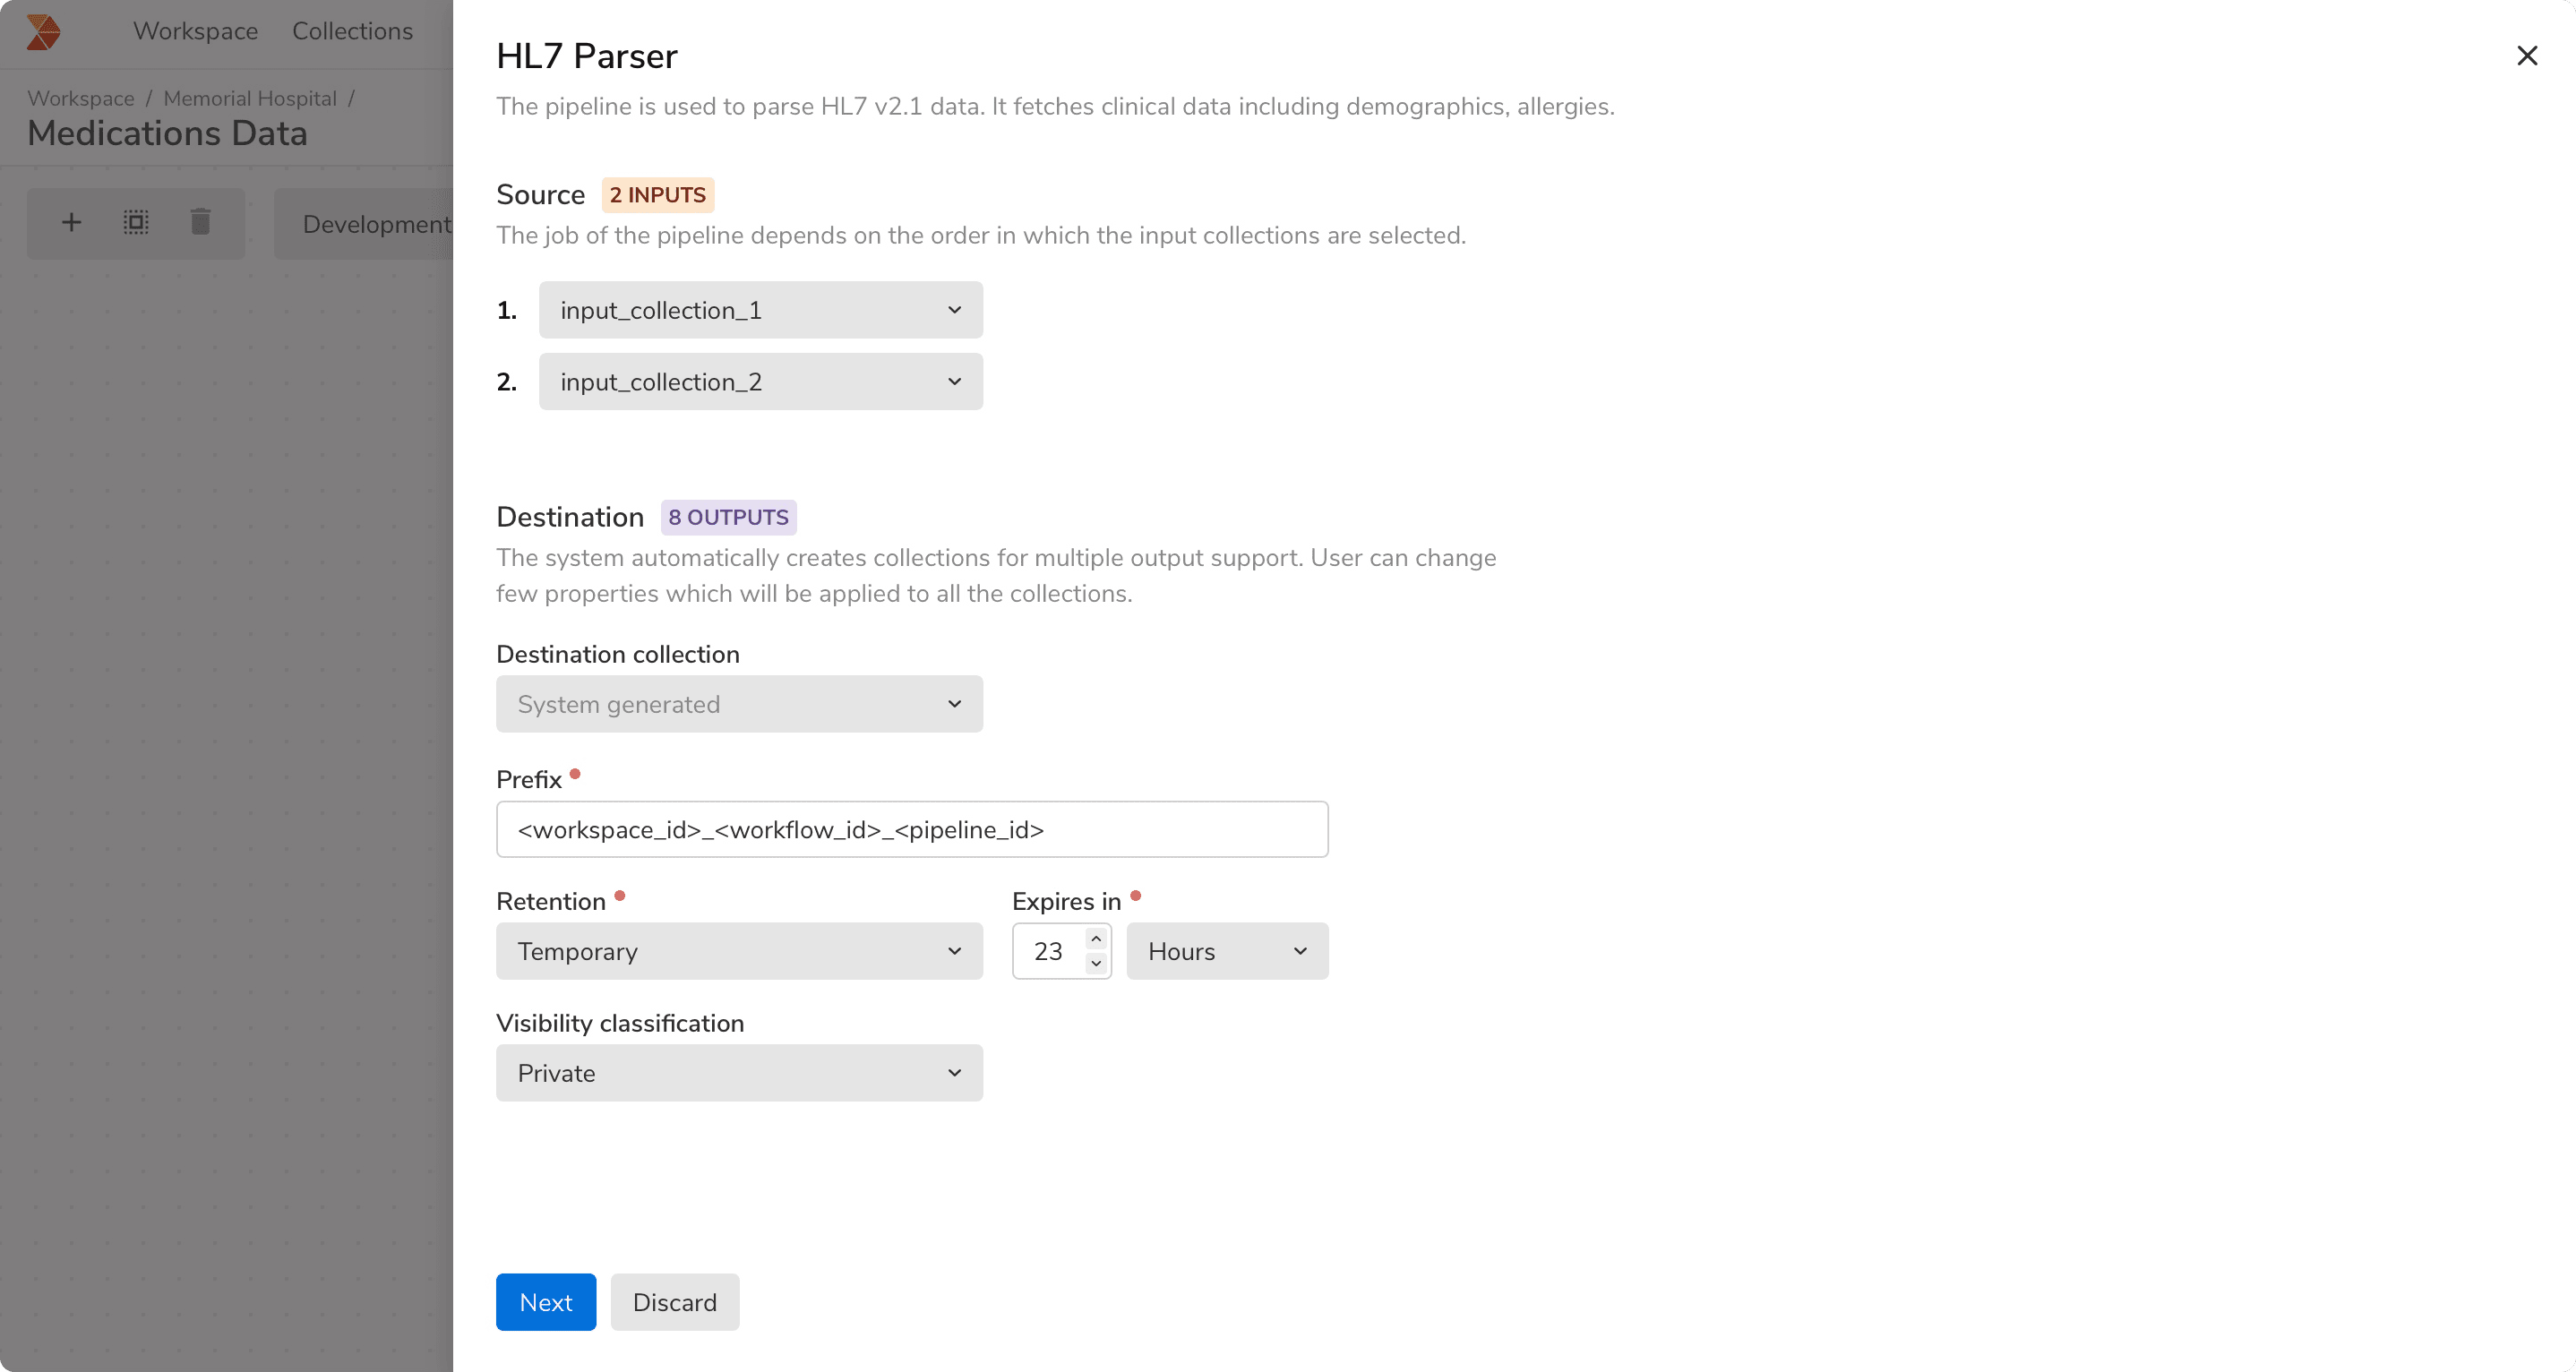 Workspace Collections
Workspace / Memorial Hospital /
Medications Data
Development
HL7 Parser
The pipeline is used to parse HL7 v2.1 data. It fetches clinical data including demographics, allergies.
Source 2 INPUTS
The job of the pipeline depends on the order in which the input collections are selected.
1. input_collection_1
2. input_collection_2
Destination 8 OUTPUTS
The system automatically creates collections for multiple output support. User can change
few properties which will be applied to all the collections.
Destination collection
System generated
Prefix
<workspace_id>_<workflow_id>_<pipeline_id>
Retention Expires in
Temporary 23 Hours
Visibility classification
Private
Next Discard